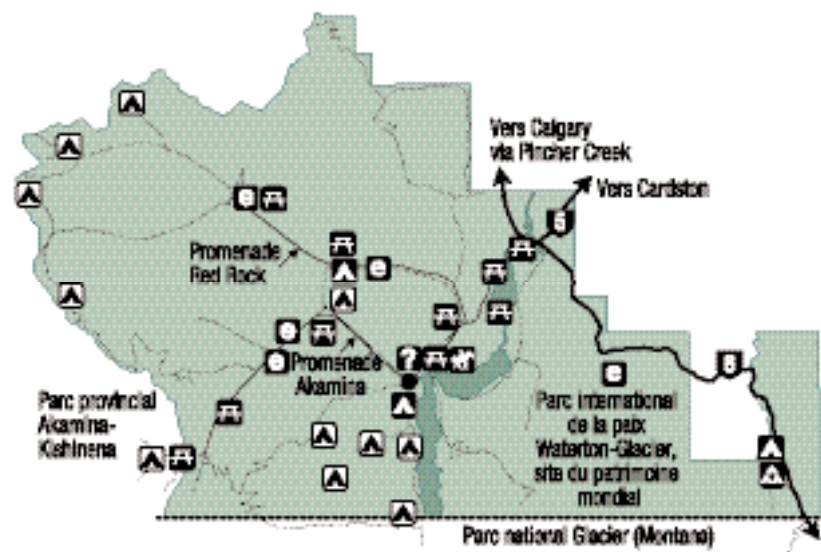 Vers Calgary
via Pincher Creek
Vers Cardston
5
Promenade
Red Rock
?
Promenade
Akamina
Parc provincial
Akamina-
Kishinena
Parc international
de la paix
Waterton-Glacier,
site du patrimoine
mondial
Parc national Glacier (Montana)